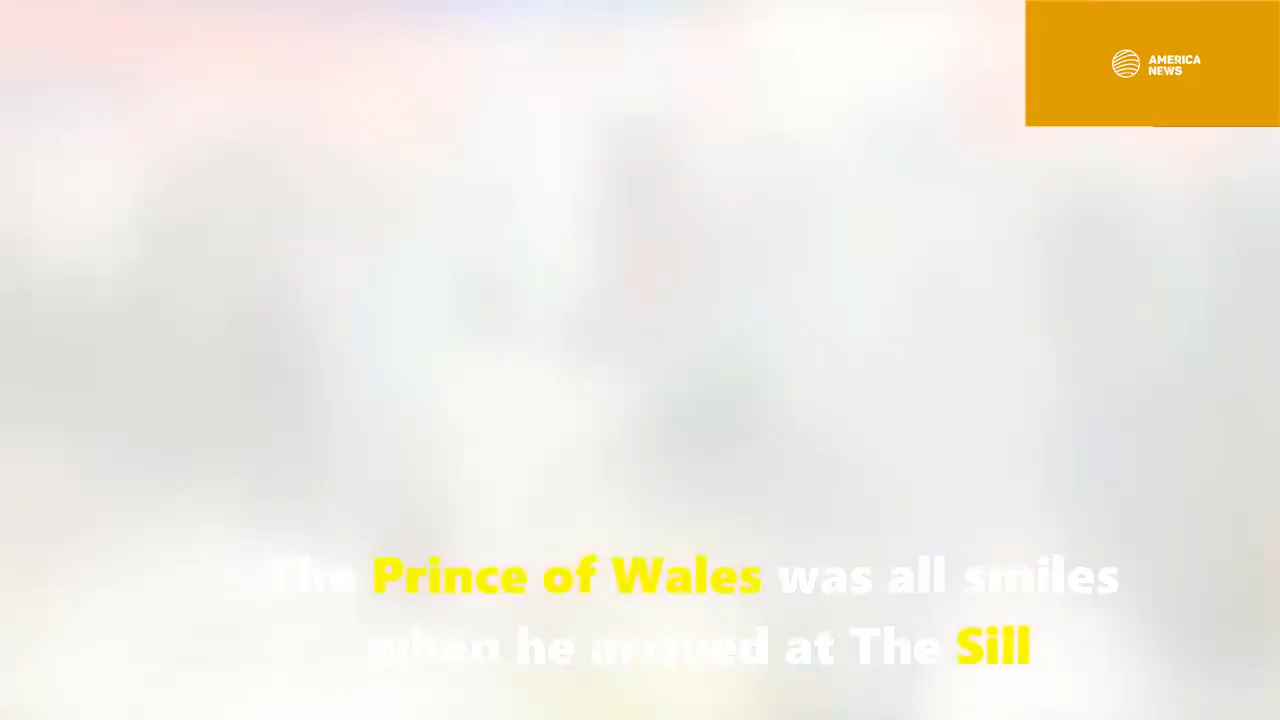 AMERICA
NEWS
The Prince of Wales was all smiles
when he arrived at The Sill